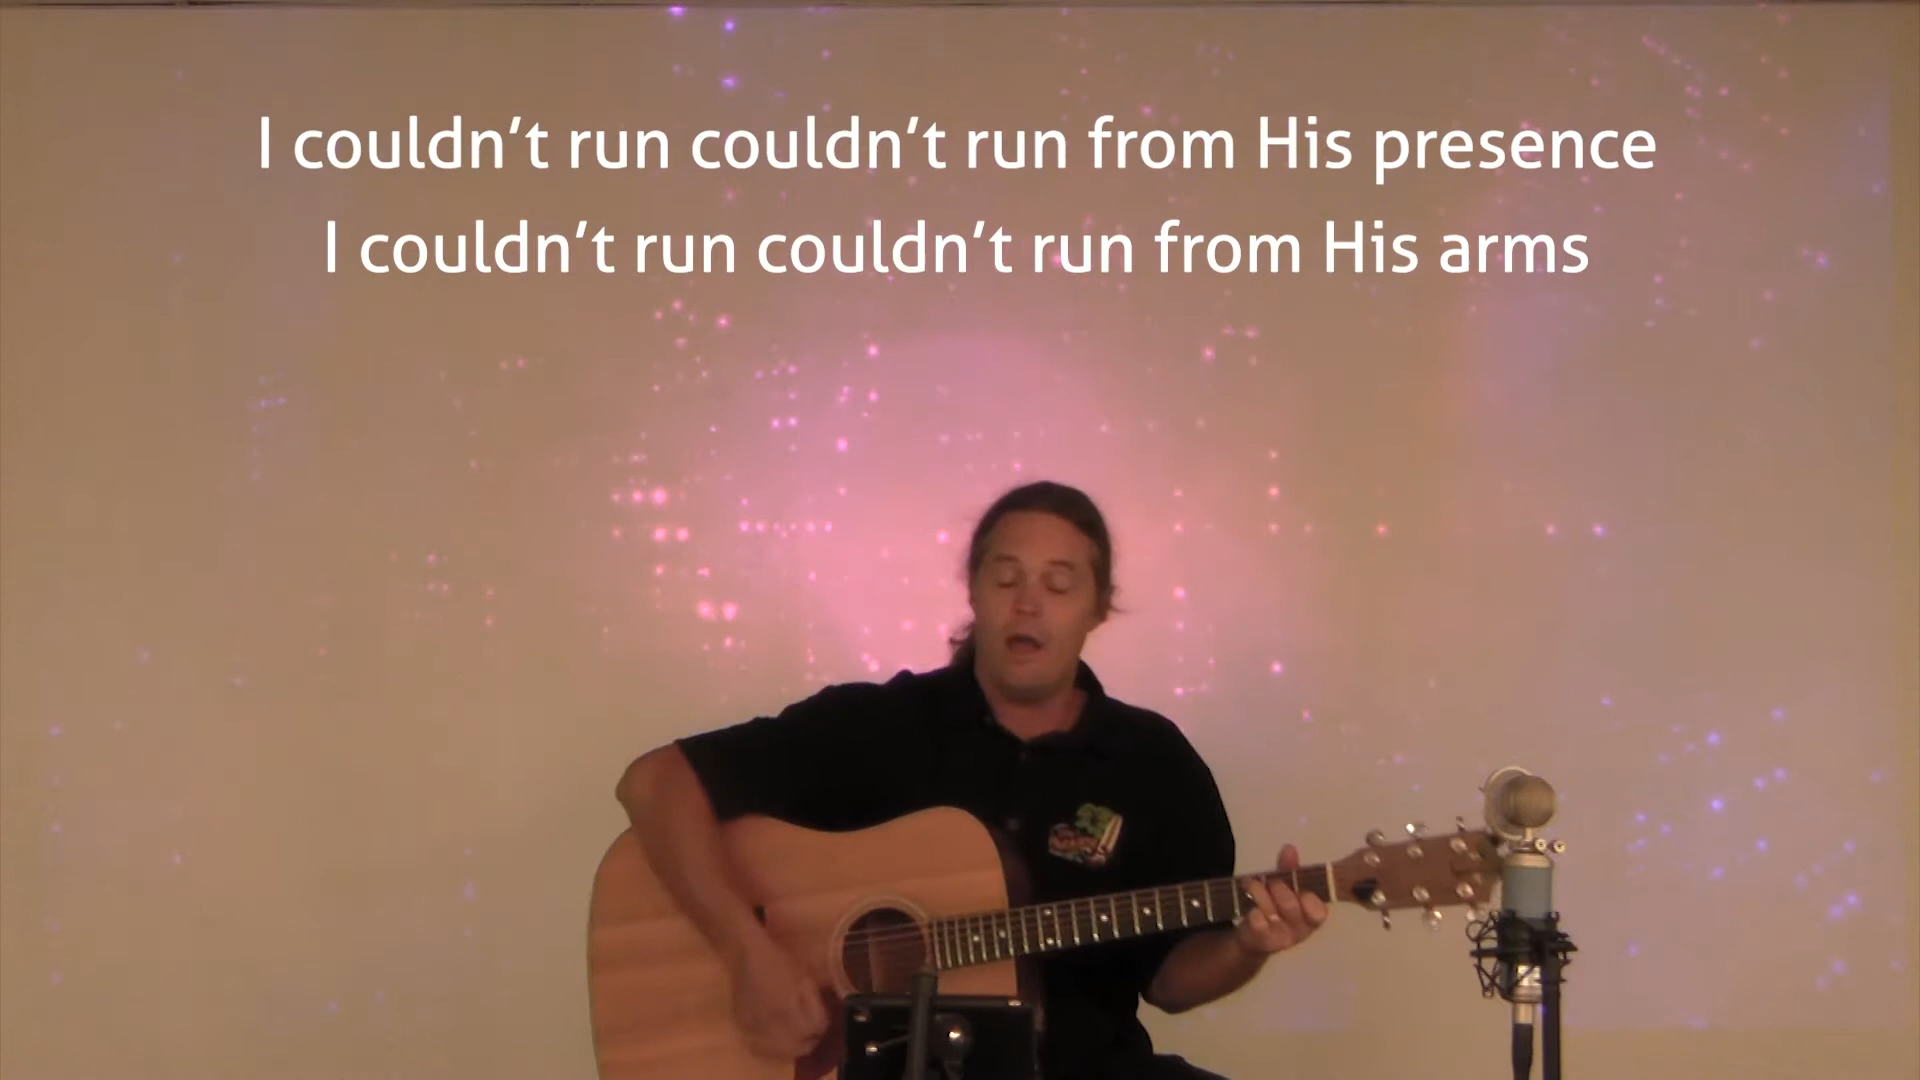 I couldn’t run couldn’t run from His presence
I couldn’t run couldn’t run from His arms